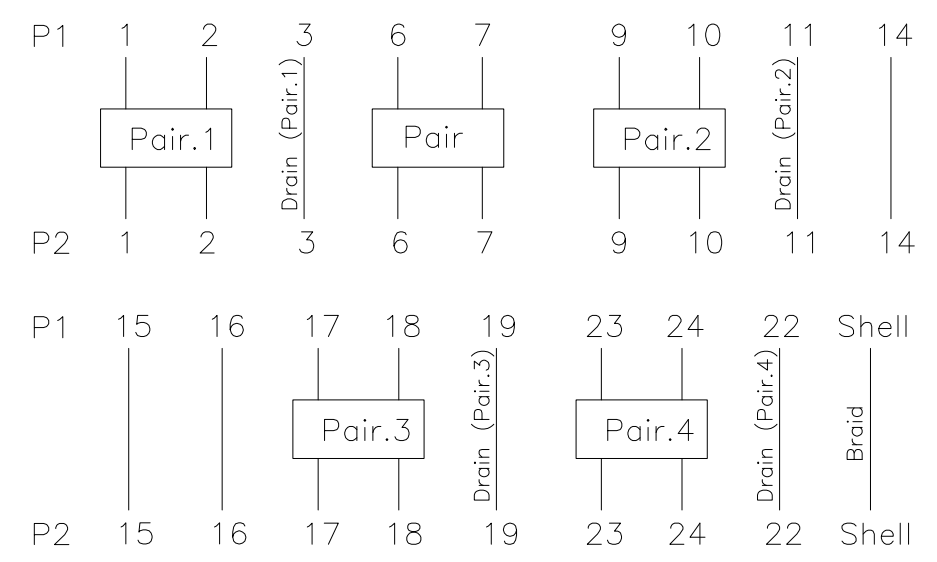 P1 1 2 3 6 7 9 10 11 14
Drain (Pair.1)
Drain (Pair.2)
Pair.1 Pair Pair.2
P2 1 2 3 6 7 9 10 11 14
P1 15 16 17 18 19 23 24 22 Shell
Drain (Pair.3)
Drain (Pair.4)
Braid
Pair.3 Pair.4
P2 15 16 17 18 19 23 24 22 Shell